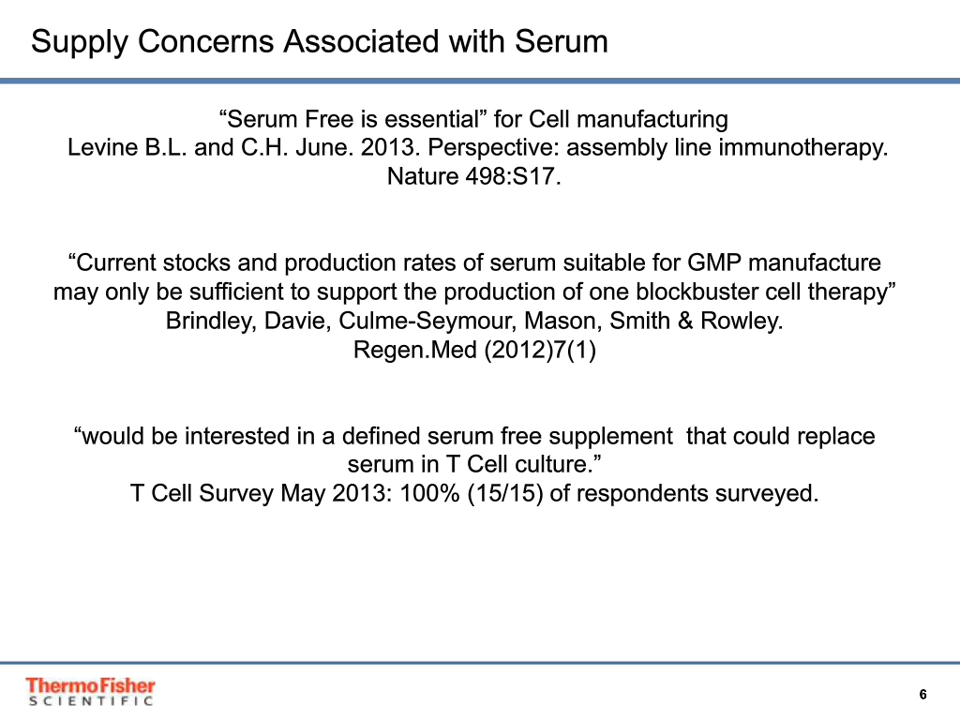 Supply Concerns Associated with Serum
“Serum Free is essential” for Cell manufacturing
Levine B.L. and C.H. June. 2013. Perspective: assembly line immunotherapy.
Nature 498:S17.
“Current stocks and production rates of serum suitable for GMP manufacture
may only be sufficient to support the production of one blockbuster cell therapy”
Brindley, Davie, Culme-Seymour, Mason, Smith & Rowley.
Regen.Med (2012)7(1)
“would be interested in a defined serum free supplement  that could replace
serum in T Cell culture.”
T Cell Survey May 2013: 100% (15/15) of respondents surveyed.
ThermoFisher
SCIENTIFIC
6